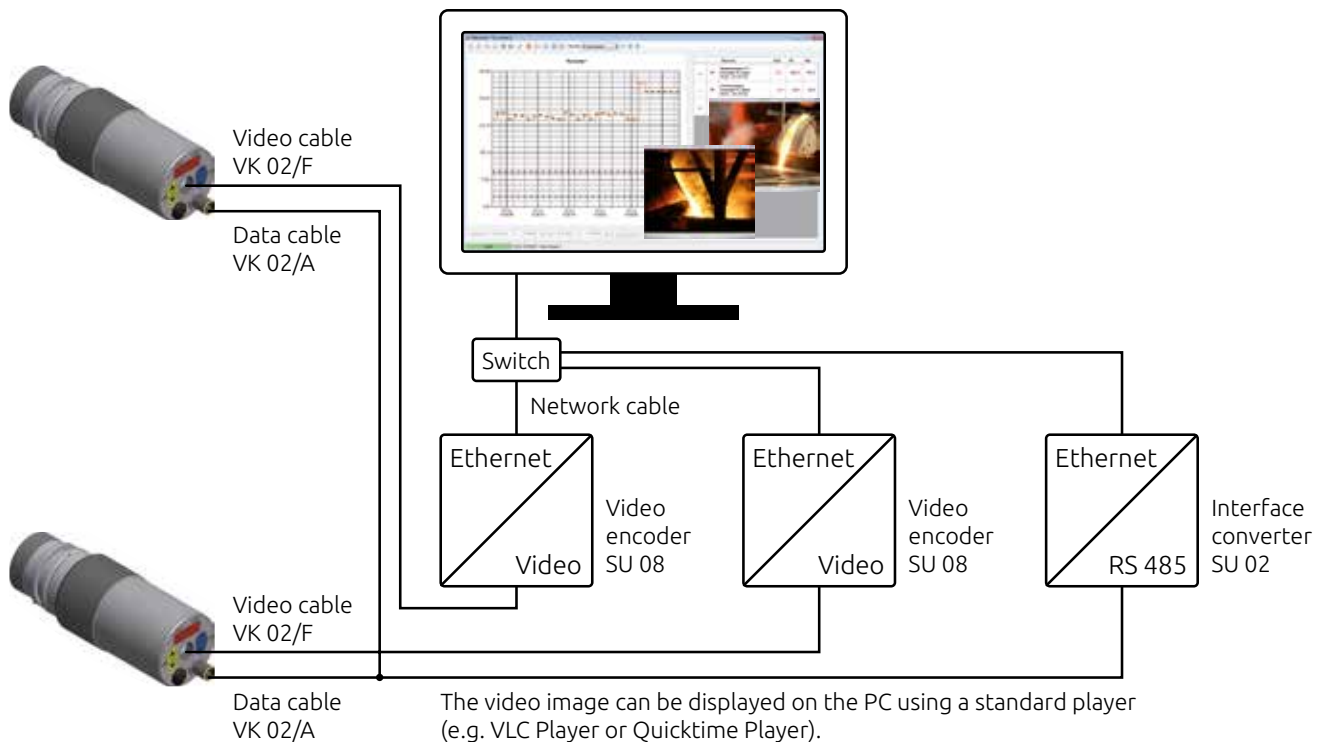 Video cable
VK 02/F
Data cable
VK 02/A
Switch
Network cable
Ethernet
Video
Video
encoder
SU 08
Ethernet
Video
Video
encoder
SU 08
Ethernet
RS 485
Interface
converter
SU 02
Video cable
VK 02/F
Data cable
VK 02/A
The video image can be displayed on the PC using a standard player
(e.g. VLC Player or Quicktime Player).